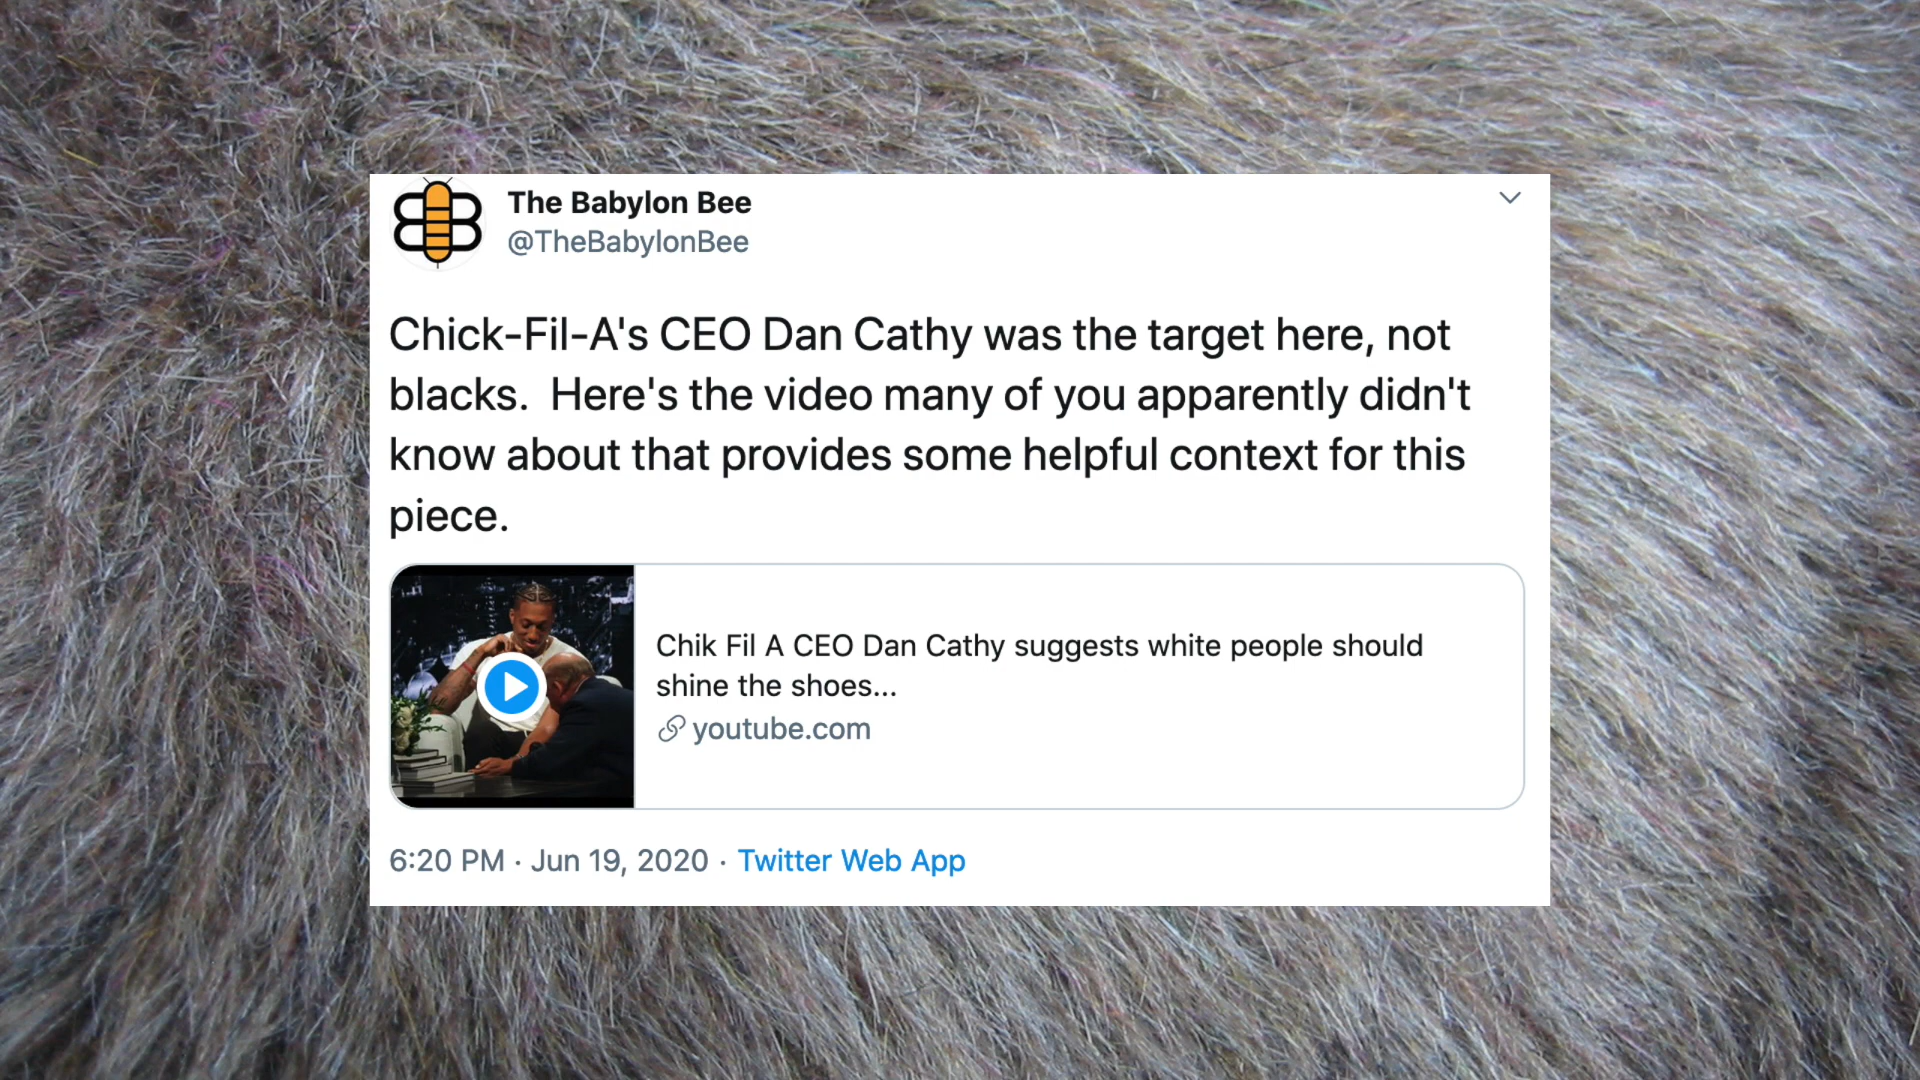 The Babylon Bee
@TheBabylonBee
Chick-Fil-A's CEO Dan Cathy was the target here, not
blacks.  Here's the video many of you apparently didn't
know about that provides some helpful context for this
piece.
Chik Fil A CEO Dan Cathy suggests white people should
shine the shoes...
youtube.com
6:20 PM · Jun 19, 2020 · Twitter Web App